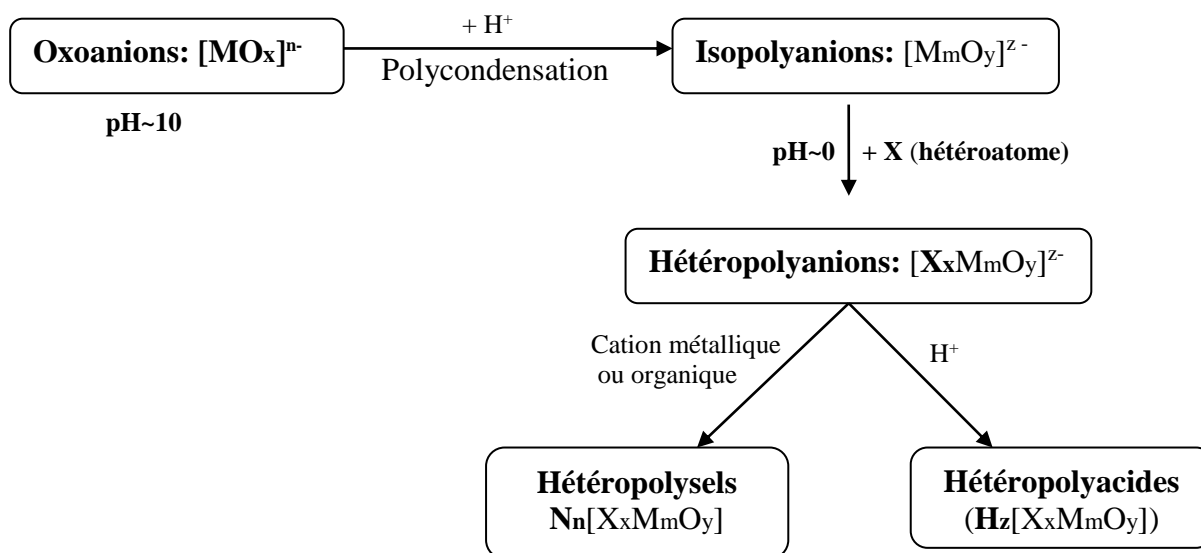 + H⁺
Oxoanions: [MOx]ⁿ⁻
Polycondensation
Isopolyanions: [MmOy]ᶻ ⁻
pH~10
pH~0
+ X (hétéroatome)
Hétéropolyanions: [XxMmOy]ᶻ⁻
Cation métallique
ou organique
H⁺
Hétéropolysels
Nn[XxMmOy]
Hétéropolyacides
(Hz[XxMmOy])